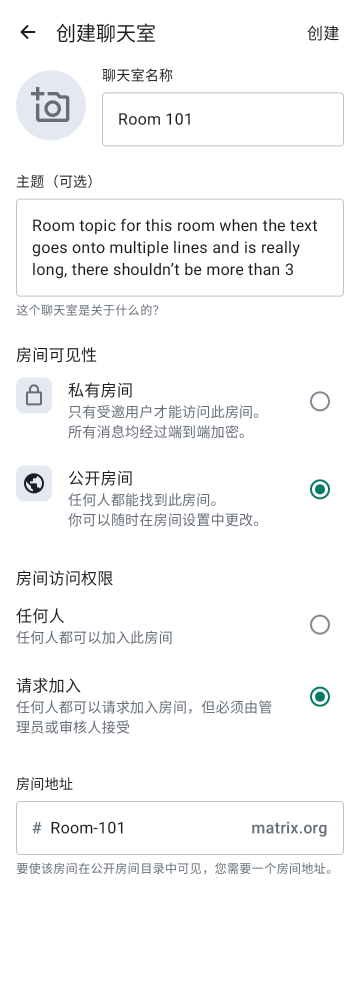 创建聊天室
创建
聊天室名称
Room 101
主题（可选）
Room topic for this room when the text
goes onto multiple lines and is really
long, there shouldn’t be more than 3
这个聊天室是关于什么的？
房间可见性
私有房间
只有受邀用户才能访问此房间。
所有消息均经过端到端加密。
公开房间
任何人都能找到此房间。
你可以随时在房间设置中更改。
房间访问权限
任何人
任何人都可以加入此房间
请求加入
任何人都可以请求加入房间，但必须由管
理员或审核人接受
房间地址
# Room-101 matrix.org
要使该房间在公开房间目录中可见，您需要一个房间地址。